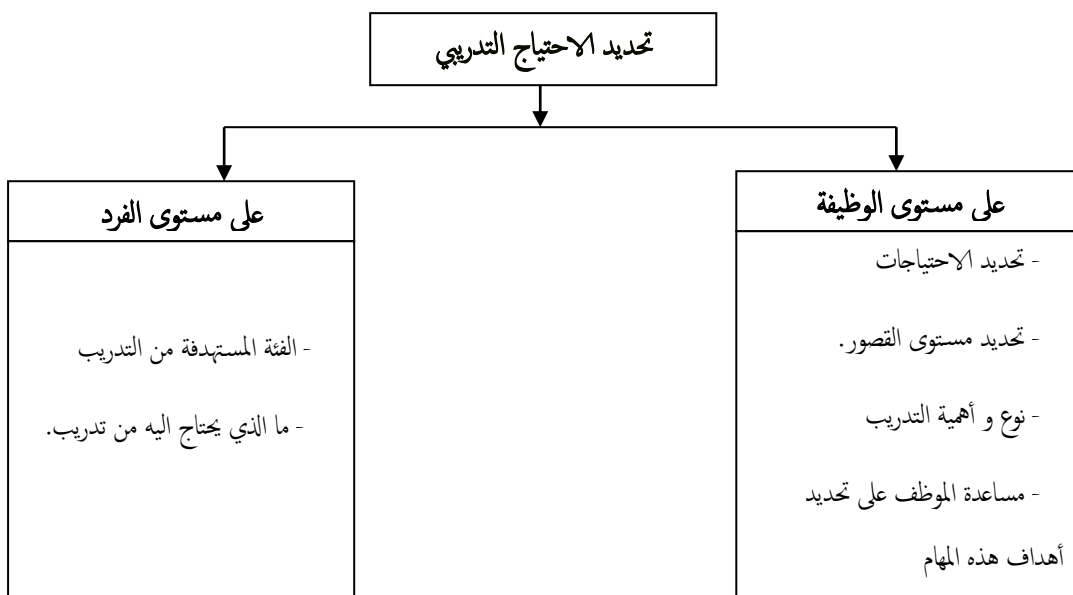 تحديد الاحتياج التدريبي
على مستوى الوظيفة
- تحديد الاحتياجات
- تحديد مستوى القصور.
- نوع و أهمية التدريب
- مساعدة الموظف على تحديد
أهداف هذه المهام
على مستوى الفرد
- الفئة المستهدفة من التدريب
- ما الذي يحتاج اليه من تدريب.